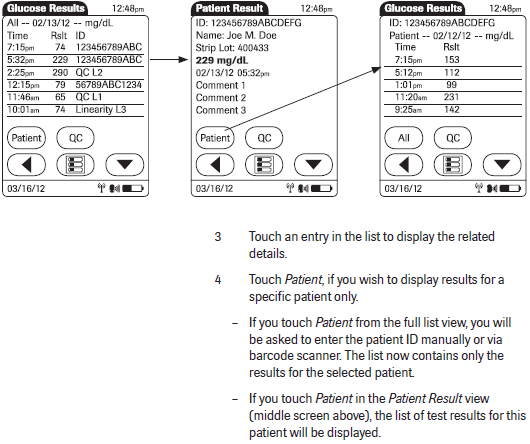 Glucose Results 12:48pm
All -- 02/13/12 -- mg/dL
Time Rslt ID
7:15pm 74 123456789ABC
5:32pm 229 123456789ABC
2:25pm 290 QC L2
12:15pm 79 56789ABC1234
11:46am 65 QC L1
10:01am 74 Linearity L3
Patient QC
03/16/12
Patient Result 12:48pm
ID: 123456789ABCDEFG
Name: Joe M. Doe
Strip Lot: 400433
229 mg/dL
02/13/12 05:32pm
Comment 1
Comment 2
Comment 3
Patient QC
03/16/12
Glucose Results 12:48pm
ID: 123456789ABCDEFG
Patient -- 02/12/12 -- mg/dL
Time Rslt
7:15pm 153
5:12pm 112
1:01pm 99
11:20am 231
9:25am 142
All QC
03/16/12
3 Touch an entry in the list to display the related
details.
4 Touch Patient, if you wish to display results for a
specific patient only.
– If you touch Patient from the full list view, you will
be asked to enter the patient ID manually or via
barcode scanner. The list now contains only the
results for the selected patient.
– If you touch Patient in the Patient Result view
(middle screen above), the list of test results for this
patient will be displayed.